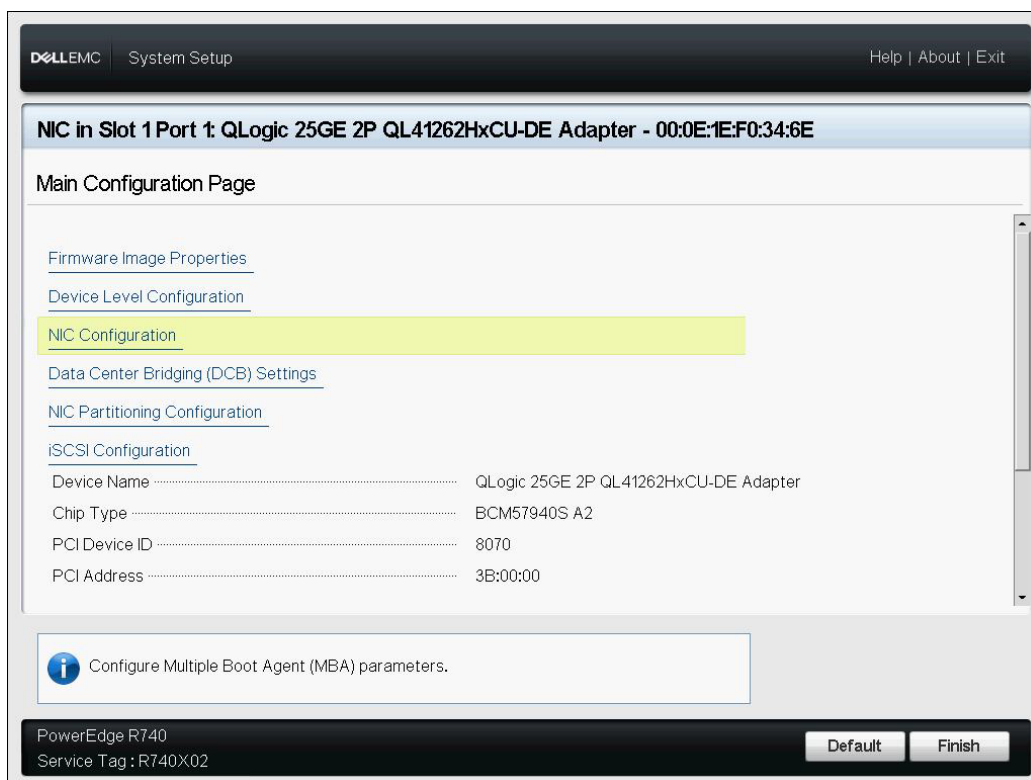 DELLEMC System Setup Help | About | Exit
NIC in Slot 1 Port 1: QLogic 25GE 2P QL41262HxCU-DE Adapter - 00:0E:1E:F0:34:6E
Main Configuration Page
Firmware Image Properties
Device Level Configuration
NIC Configuration
Data Center Bridging (DCB) Settings
NIC Partitioning Configuration
iSCSI Configuration
Device Name QLogic 25GE 2P QL41262HxCU-DE Adapter
Chip Type BCM57940S A2
PCI Device ID 8070
PCI Address 3B:00:00
Configure Multiple Boot Agent (MBA) parameters.
PowerEdge R740
Service Tag : R740X02
Default Finish